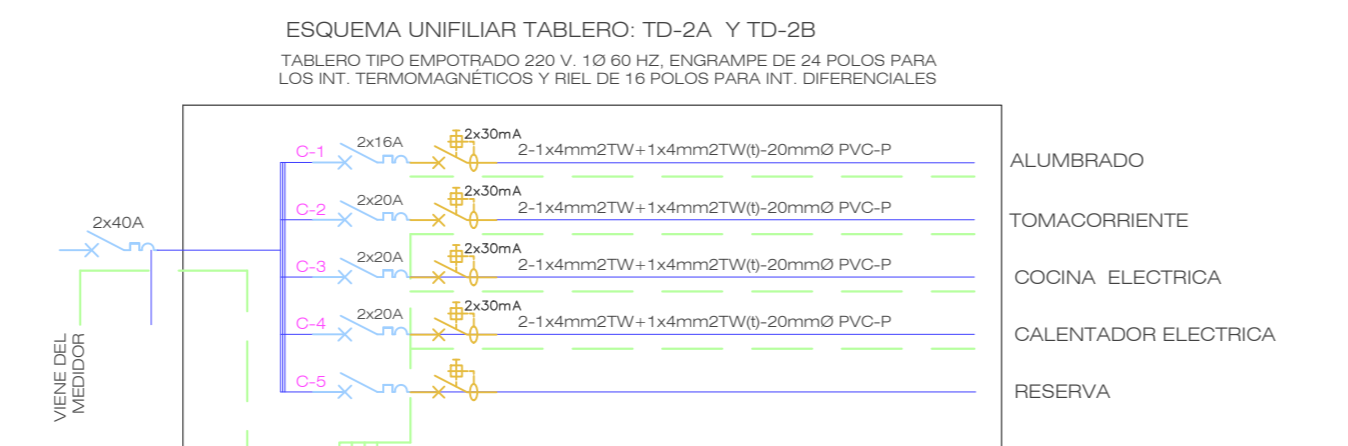 ESQUEMA UNIFILIAR TABLERO: TD-2A Y TD-2B
TABLERO TIPO EMPOTRADO 220 V. 1Ø 60 HZ, ENGRAMPE DE 24 POLOS PARA
LOS INT. TERMOMAGNÉTICOS Y RIEL DE 16 POLOS PARA INT. DIFERENCIALES
C-1 2x16A 2x30mA 2-1x4mm2TW+1x4mm2TW(t)-20mmØ PVC-P ALUMBRADO
C-2 2x20A 2x30mA 2-1x4mm2TW+1x4mm2TW(t)-20mmØ PVC-P TOMACORRIENTE
2x40A
C-3 2x20A 2x30mA 2-1x4mm2TW+1x4mm2TW(t)-20mmØ PVC-P COCINA ELECTRICA
C-4 2x20A 2x30mA 2-1x4mm2TW+1x4mm2TW(t)-20mmØ PVC-P CALENTADOR ELECTRICA
C-5 RESERVA
VIENE DEL
MEDIDOR